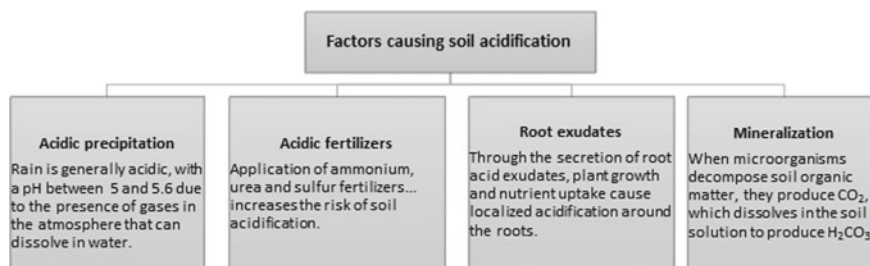 Factors causing soil acidification
Acidic precipitation
Rain is generally acidic, with
a pH between 5 and 5.6 due
to the presence of gases in
the atmosphere that can
dissolve in water.
Acidic fertilizers
Application of ammonium,
urea and sulfur fertilizers...
increases the risk of soil
acidification.
Root exudates
Through the secretion of root
acid exudates, plant growth
and nutrient uptake cause
localized acidification around
the roots.
Mineralization
When microorganisms
decompose soil organic
matter, they produce CO₂,
which dissolves in the soil
solution to produce H₂CO₃